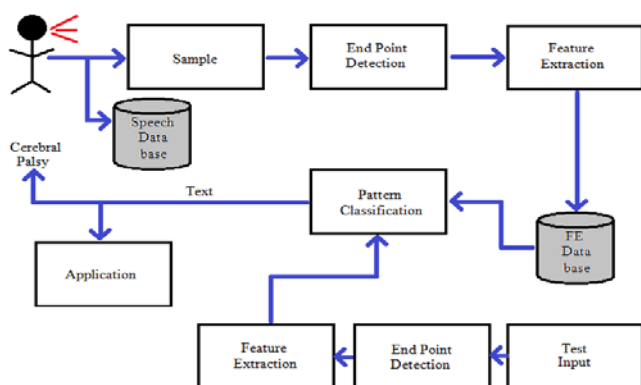 Sample
End Point
Detection
Feature
Extraction
Speech
Data
base
Cerebral
Palsy
Text
Pattern
Classification
FE
Data
base
Application
Feature
Extraction
End Point
Detection
Test
Input